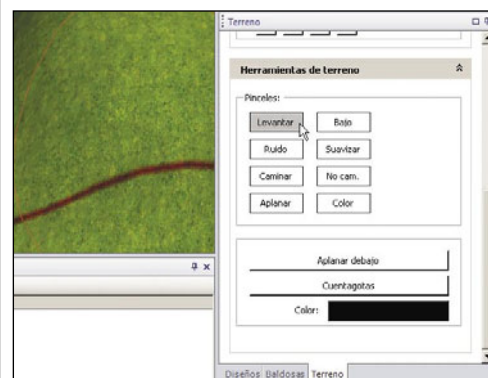 Terreno
Herramientas de terreno
Pinceles:
Levantar Bajo
Ruido Suavizar
Caminar No cam.
Aplanar Color
Aplanar debajo
Cuentagotas
Color:
Diseños Baldosas Terreno